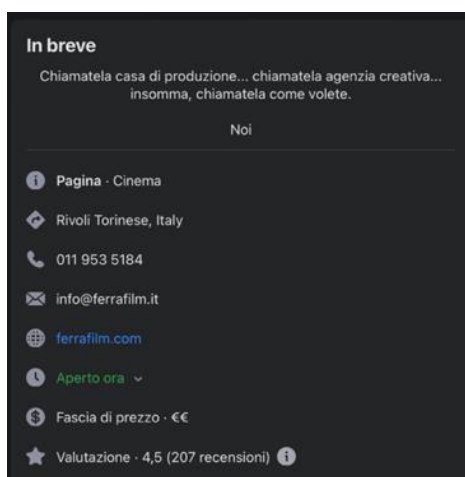 In breve
Chiamatela casa di produzione... chiamatela agenzia creativa...
insomma, chiamatela come volete.
Noi
Pagina · Cinema
Rivoli Torinese, Italy
011 953 5184
info@ferrafilm.it
ferrafilm.com
Aperto ora
Fascia di prezzo · €€
Valutazione · 4,5 (207 recensioni)